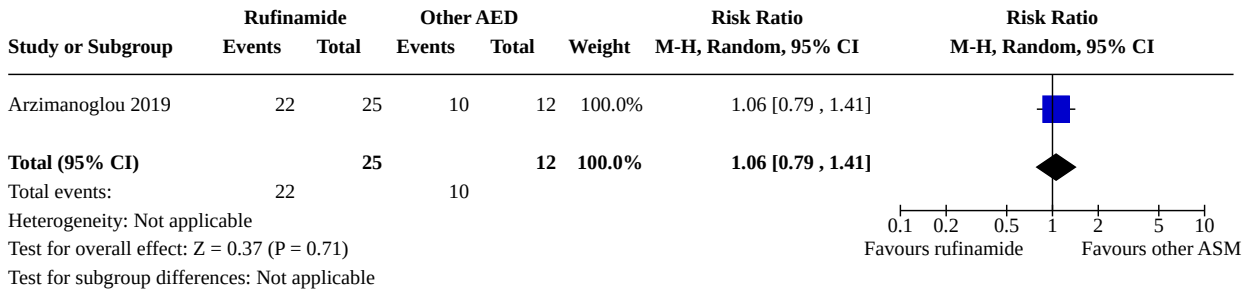 Rufinamide Other AED Risk Ratio Risk Ratio
Study or Subgroup Events Total Events Total Weight M-H, Random, 95% CI M-H, Random, 95% CI
Arzimanoglou 2019 22 25 10 12 100.0% 1.06 [0.79 , 1.41]
Total (95% CI) 25 12 100.0% 1.06 [0.79 , 1.41]
Total events: 22 10
Heterogeneity: Not applicable
0.1 0.2 0.5 1 2 5 10
Test for overall effect: Z = 0.37 (P = 0.71)
Favours rufinamide Favours other ASM
Test for subgroup differences: Not applicable